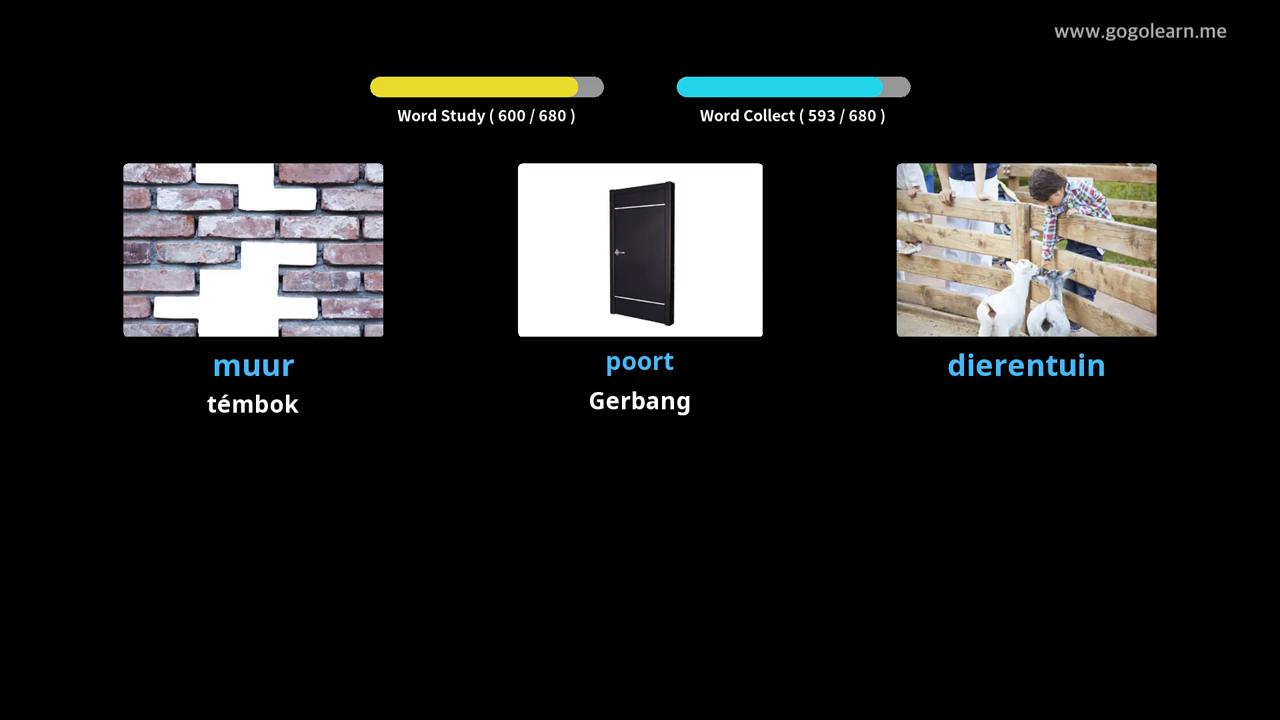 www.gogolearn.me
Word Study ( 600 / 680 )
Word Collect ( 593 / 680 )
muur
témbok
poort
Gerbang
dierentuin